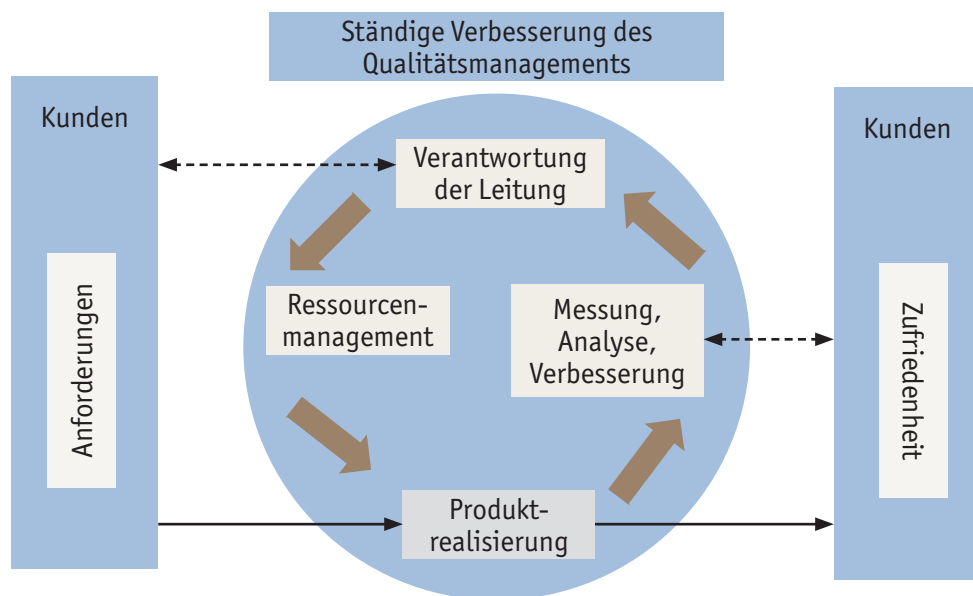 Ständige Verbesserung des
Qualitätsmanagements
Kunden
Anforderungen
Verantwortung
der Leitung
Ressourcen-
management
Messung,
Analyse,
Verbesserung
Produkt-
realisierung
Kunden
Zufriedenheit